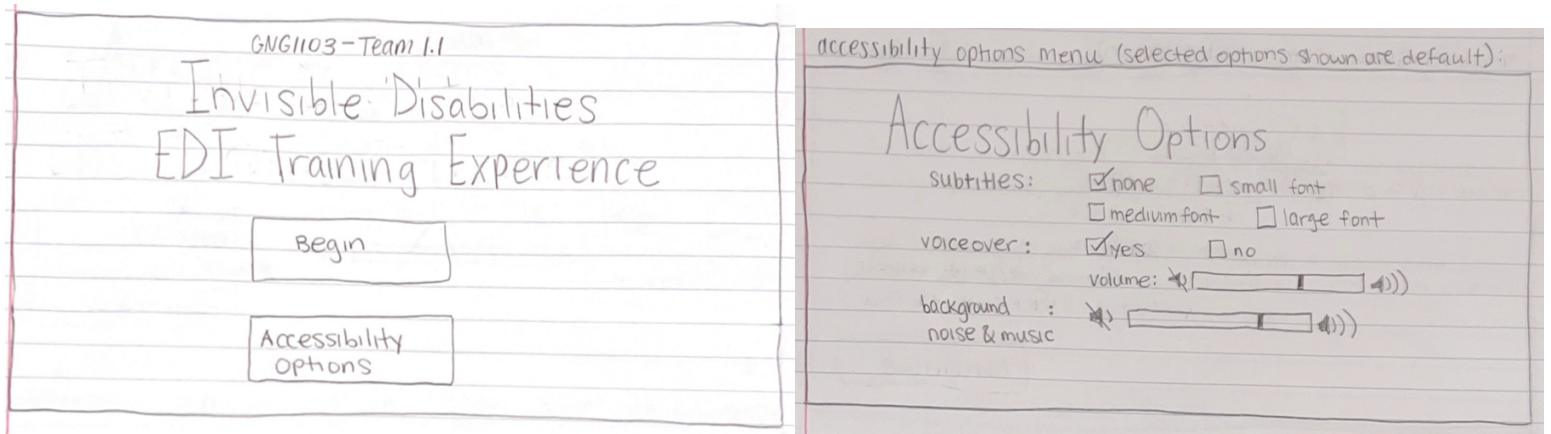 GNG1103 - Team 1.1
Invisible Disabilities
EDI Training Experience
Begin
Accessibility
options
accessibility options menu (selected options shown are default):
Accessibility Options
subtitles: none small font
medium font large font
voiceover: yes no
volume:
background :
noise & music